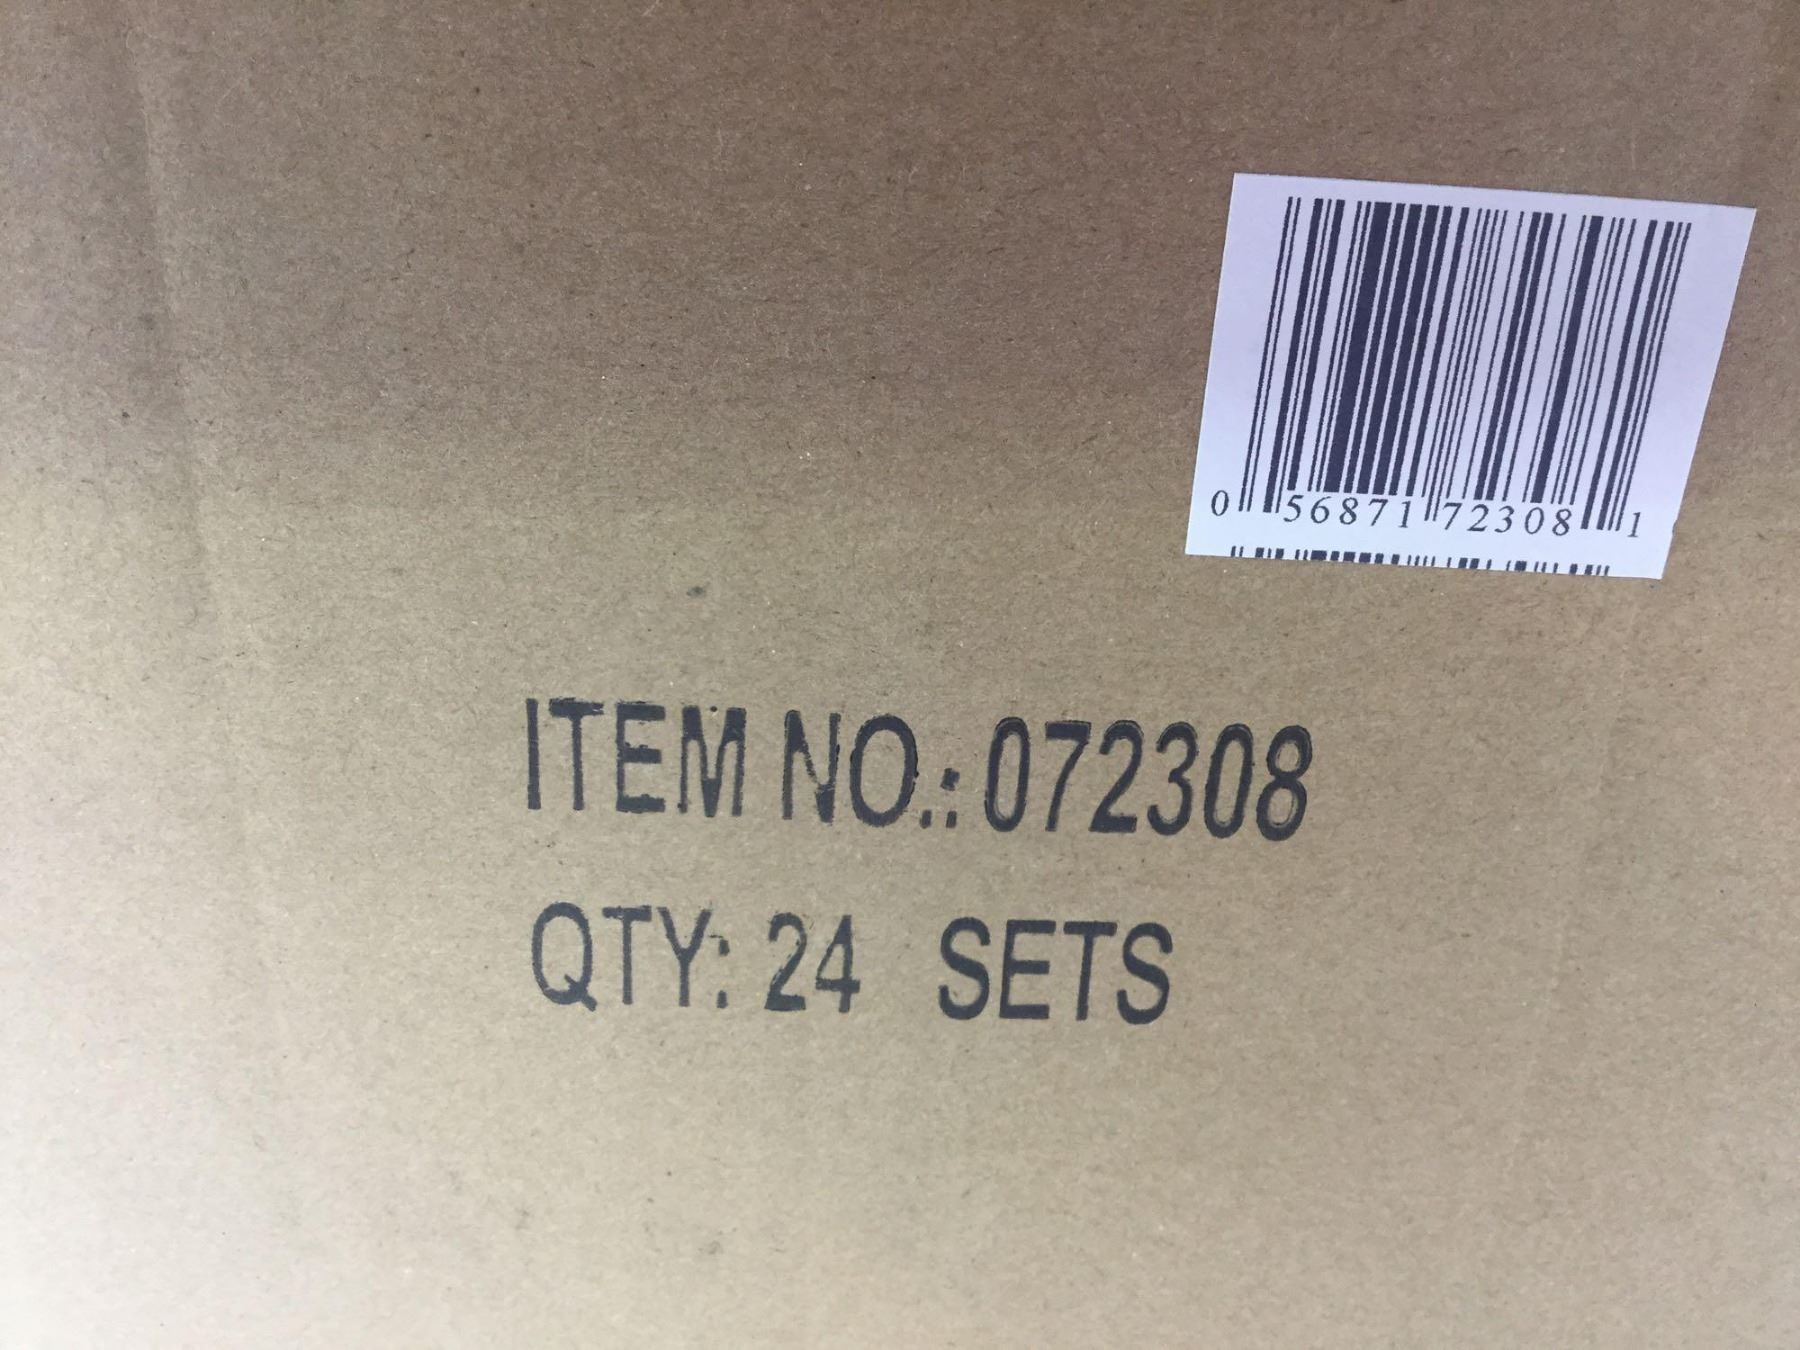 0 56871 72308 1
ITEM NO.: 072308
QTY: 24 SETS